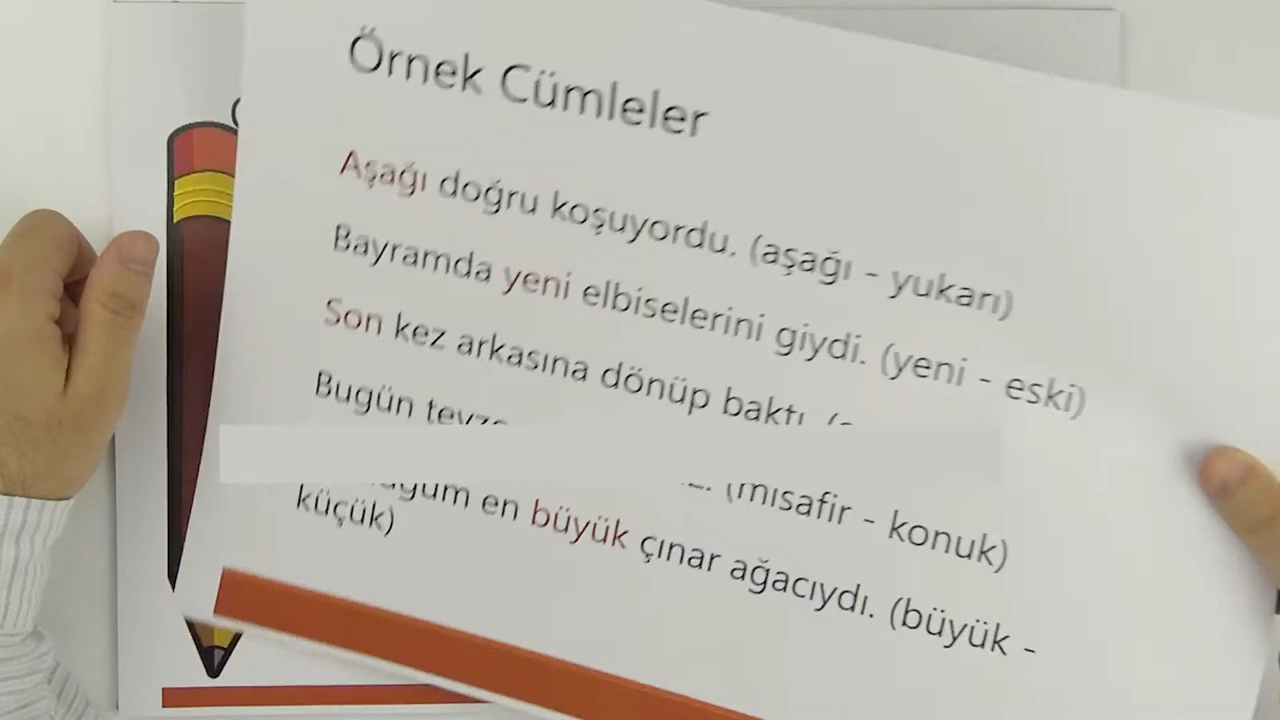 Örnek Cümleler
Aşağı doğru koşuyordu. (aşağı - yukarı)
Bayramda yeni elbiselerini giydi. (yeni - eski)
Son kez arkasına dönüp baktı.
Bugün
(misafir - konuk)
en büyük çınar ağacıydı. (büyük -
küçük)